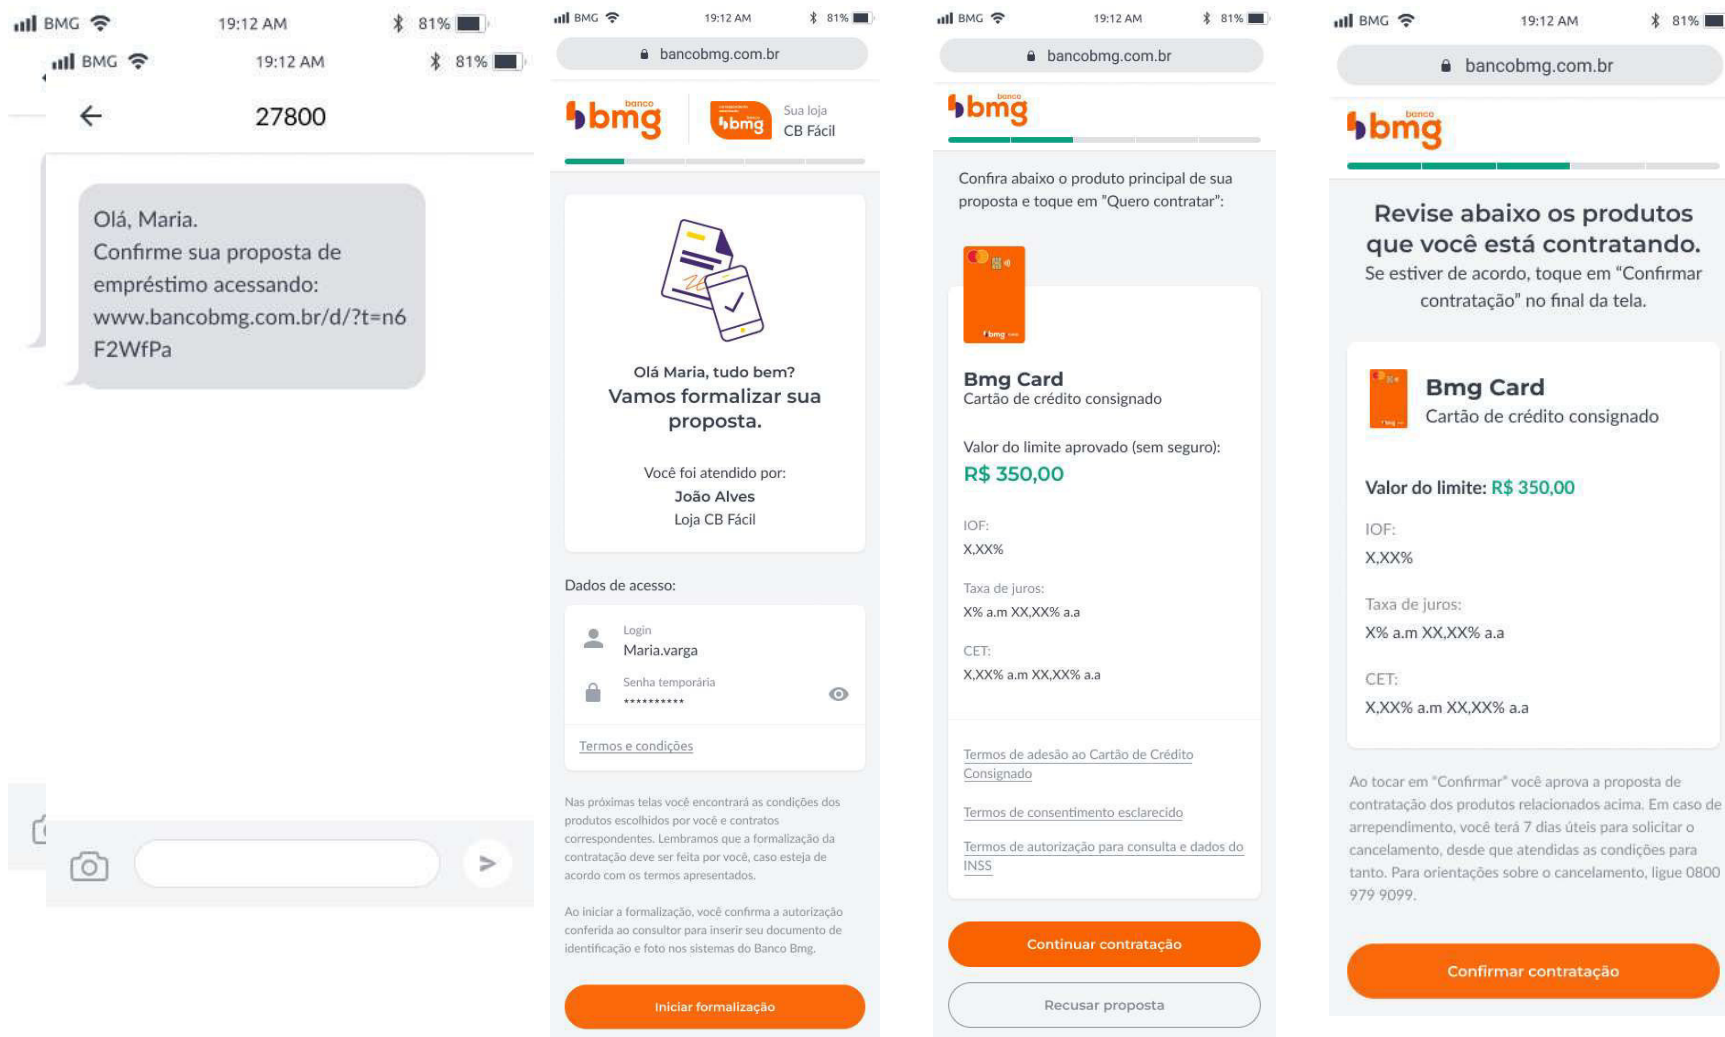 BMG 19:12 AM 81%
BMG 19:12 AM 81%
27800
Olá, Maria.
Confirme sua proposta de
empréstimo acessando:
www.bancobmg.com.br/d/?t=n6
F2WfPa
BMG 19:12 AM 81%
bancobmg.com.br
banco
bmg
bmg
Sua loja
CB Fácil
Olá Maria, tudo bem?
Vamos formalizar sua
proposta.
Você foi atendido por:
João Alves
Loja CB Fácil
Dados de acesso:
Login
Maria.varga
Senha temporária
**********
Termos e condições
Nas próximas telas você encontrará as condições dos
produtos escolhidos por você e contratos
correspondentes. Lembramos que a formalização da
contratação deve ser feita por você, caso esteja de
acordo com os termos apresentados.
Ao iniciar a formalização, você confirma a autorização
conferida ao consultor para inserir seu documento de
identificação e foto nos sistemas do Banco Bmg.
Iniciar formalização
BMG 19:12 AM 81%
bancobmg.com.br
banco
bmg
Confira abaixo o produto principal de sua
proposta e toque em "Quero contratar":
bmg
Bmg Card
Cartão de crédito consignado
Valor do limite aprovado (sem seguro):
R$ 350,00
IOF:
X,XX%
Taxa de juros:
X% a.m XX,XX% a.a
CET:
X,XX% a.m XX,XX% a.a
Termos de adesão ao Cartão de Crédito
Consignado
Termos de consentimento esclarecido
Termos de autorização para consulta e dados do
INSS
Continuar contratação
Recusar proposta
BMG 19:12 AM 81%
bancobmg.com.br
banco
bmg
Revise abaixo os produtos
que você está contratando.
Se estiver de acordo, toque em “Confirmar
contratação” no final da tela.
Bmg Card
Cartão de crédito consignado
Valor do limite: R$ 350,00
IOF:
X,XX%
Taxa de juros:
X% a.m XX,XX% a.a
CET:
X,XX% a.m XX,XX% a.a
Ao tocar em "Confirmar" você aprova a proposta de
contratação dos produtos relacionados acima. Em caso de
arrependimento, você terá 7 dias úteis para solicitar o
cancelamento, desde que atendidas as condições para
tanto. Para orientações sobre o cancelamento, ligue 0800
979 9099.
Confirmar contratação